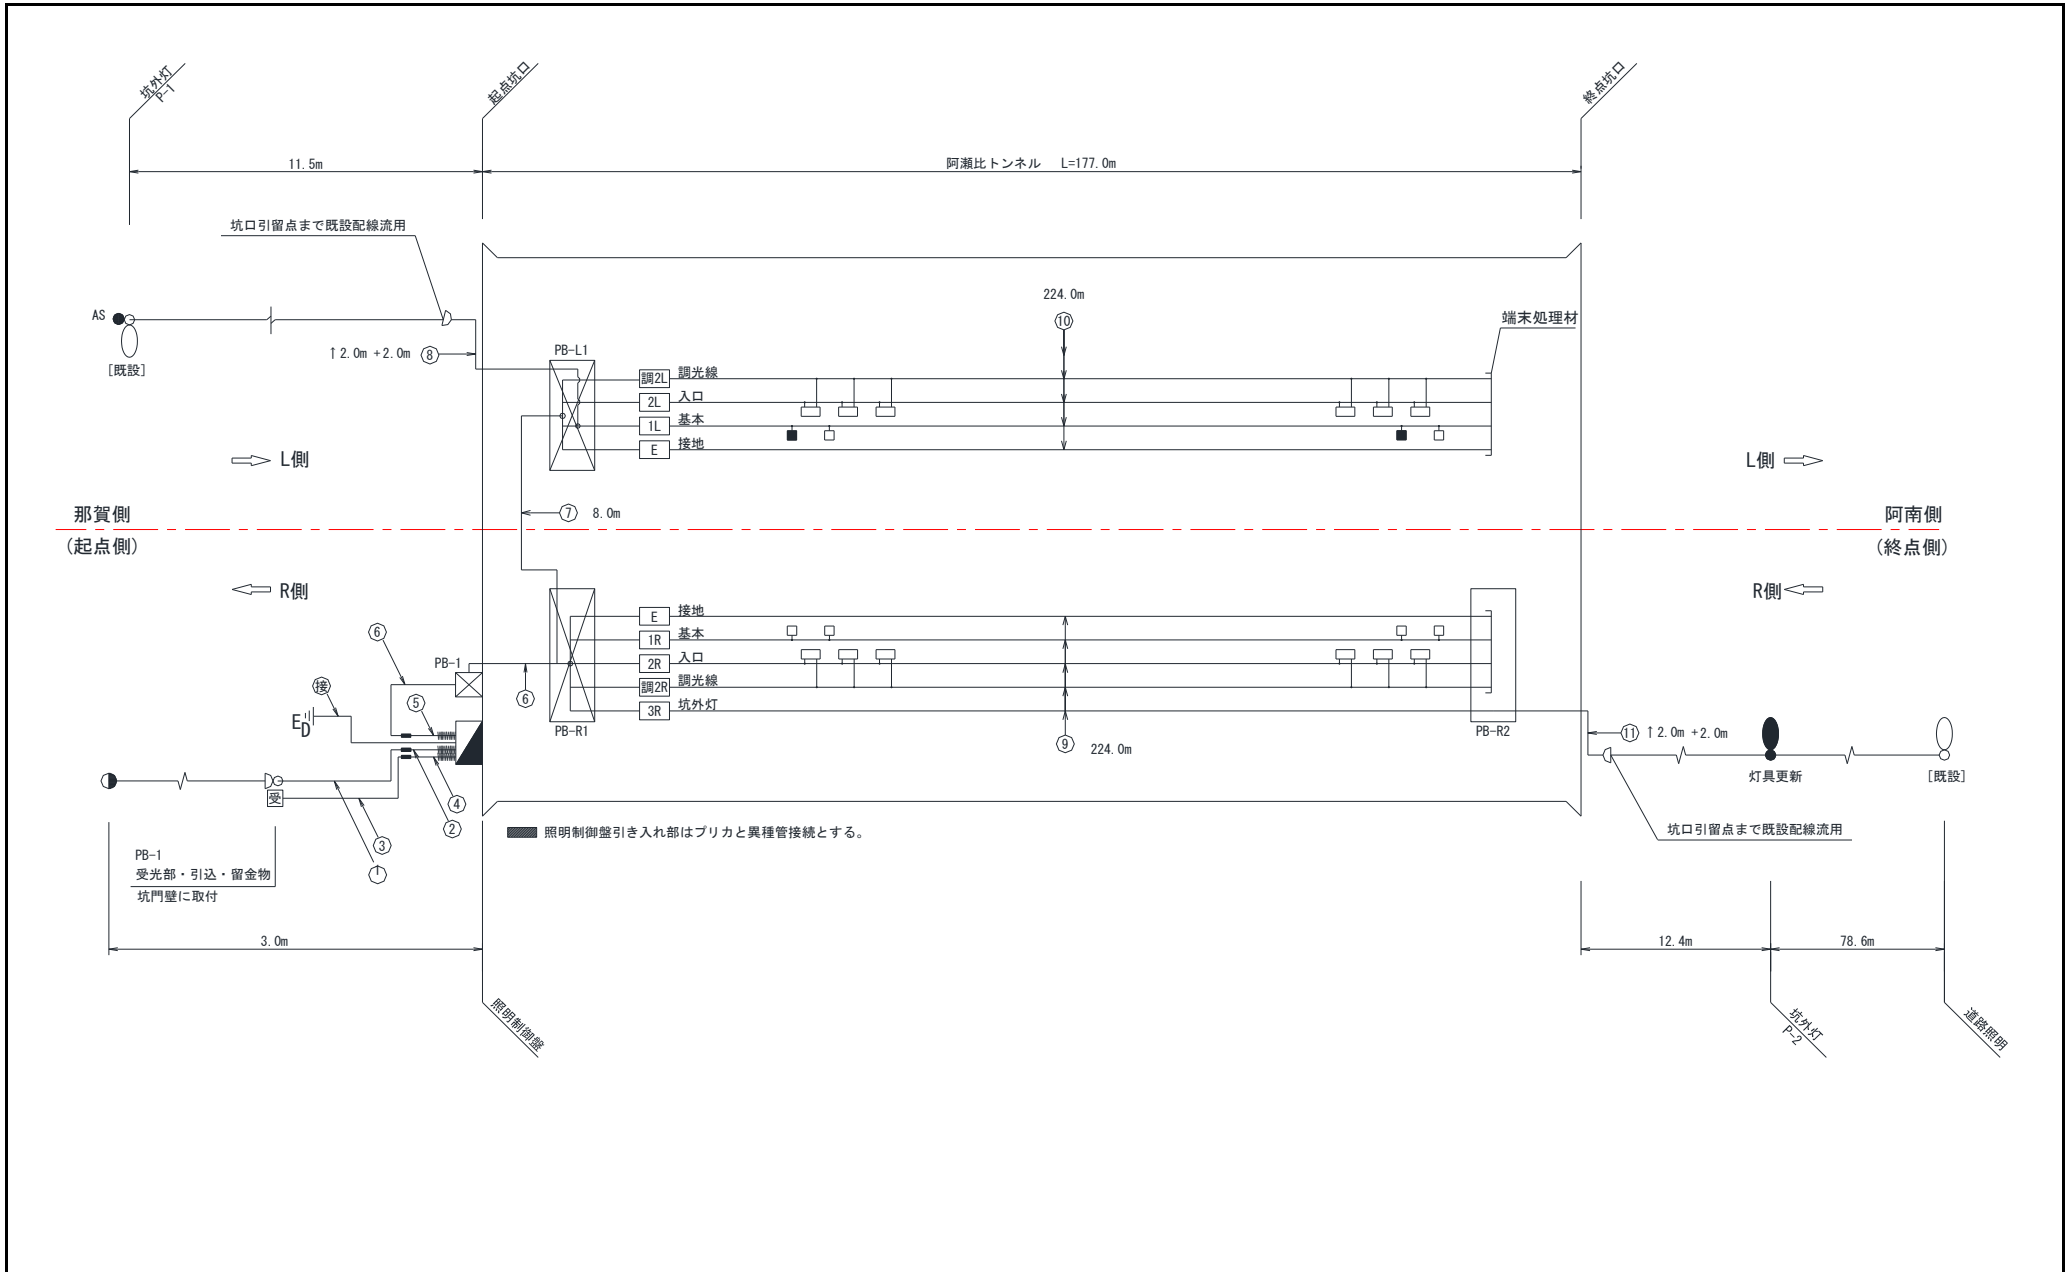 坑外灯
P-1
起点坑口
終点坑口
11.5m
阿瀬比トンネル L=177.0m
坑口引留点まで既設配線流用
AS
[既設]
↑2.0m +2.0m ⑧
224.0m
⑩
端末処理材
PB-L1
調2L 調光線
2L 入口
1L 基本
E 接地
L側
L側
⑦ 8.0m
那賀側
(起点側)
阿南側
(終点側)
R側
R側
⑥
PB-1
⑥
接
⑤
ED
E 接地
1R 基本
2R 入口
調2R 調光線
3R 坑外灯
PB-R1
PB-R2
⑨ 224.0m
⑪ ↑2.0m +2.0m
灯具更新
[既設]
受
④
②
③
①
照明制御盤引き入れ部はプリカと異種管接続とする。
坑口引留点まで既設配線流用
PB-1
受光部・引込・留金物
坑門壁に取付
3.0m
12.4m
78.6m
照明制御盤
坑外灯
P-2
道路照明